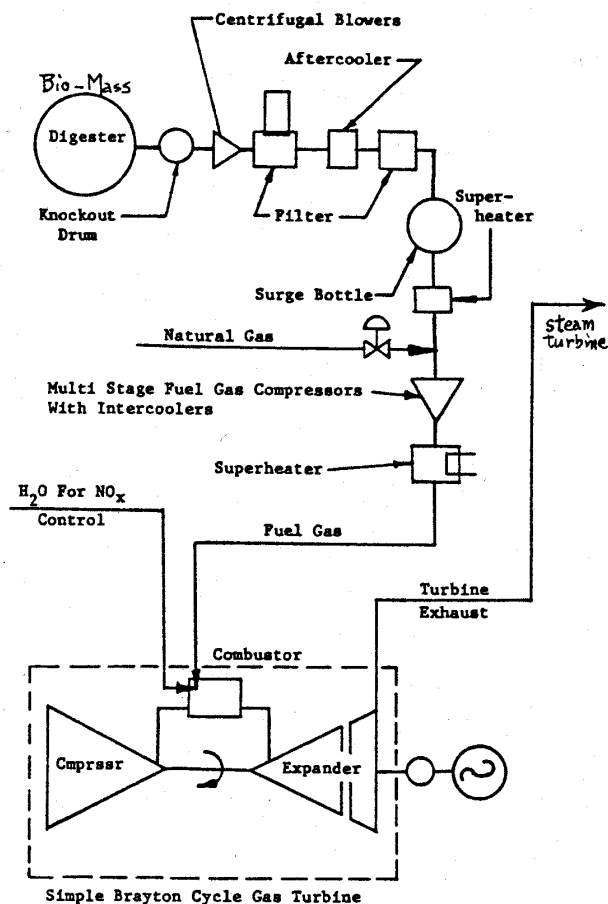 Centrifugal Blowers
Aftercooler
Bio-Mass
Digester
Knockout
Drum
Filter
Super-
heater
Surge Bottle
steam
turbine
Natural Gas
Multi Stage Fuel Gas Compressors
With Intercoolers
Superheater
H₂O For NOₓ
Control
Fuel Gas
Turbine
Exhaust
Combustor
Cmprssr
Expander
Simple Brayton Cycle Gas Turbine